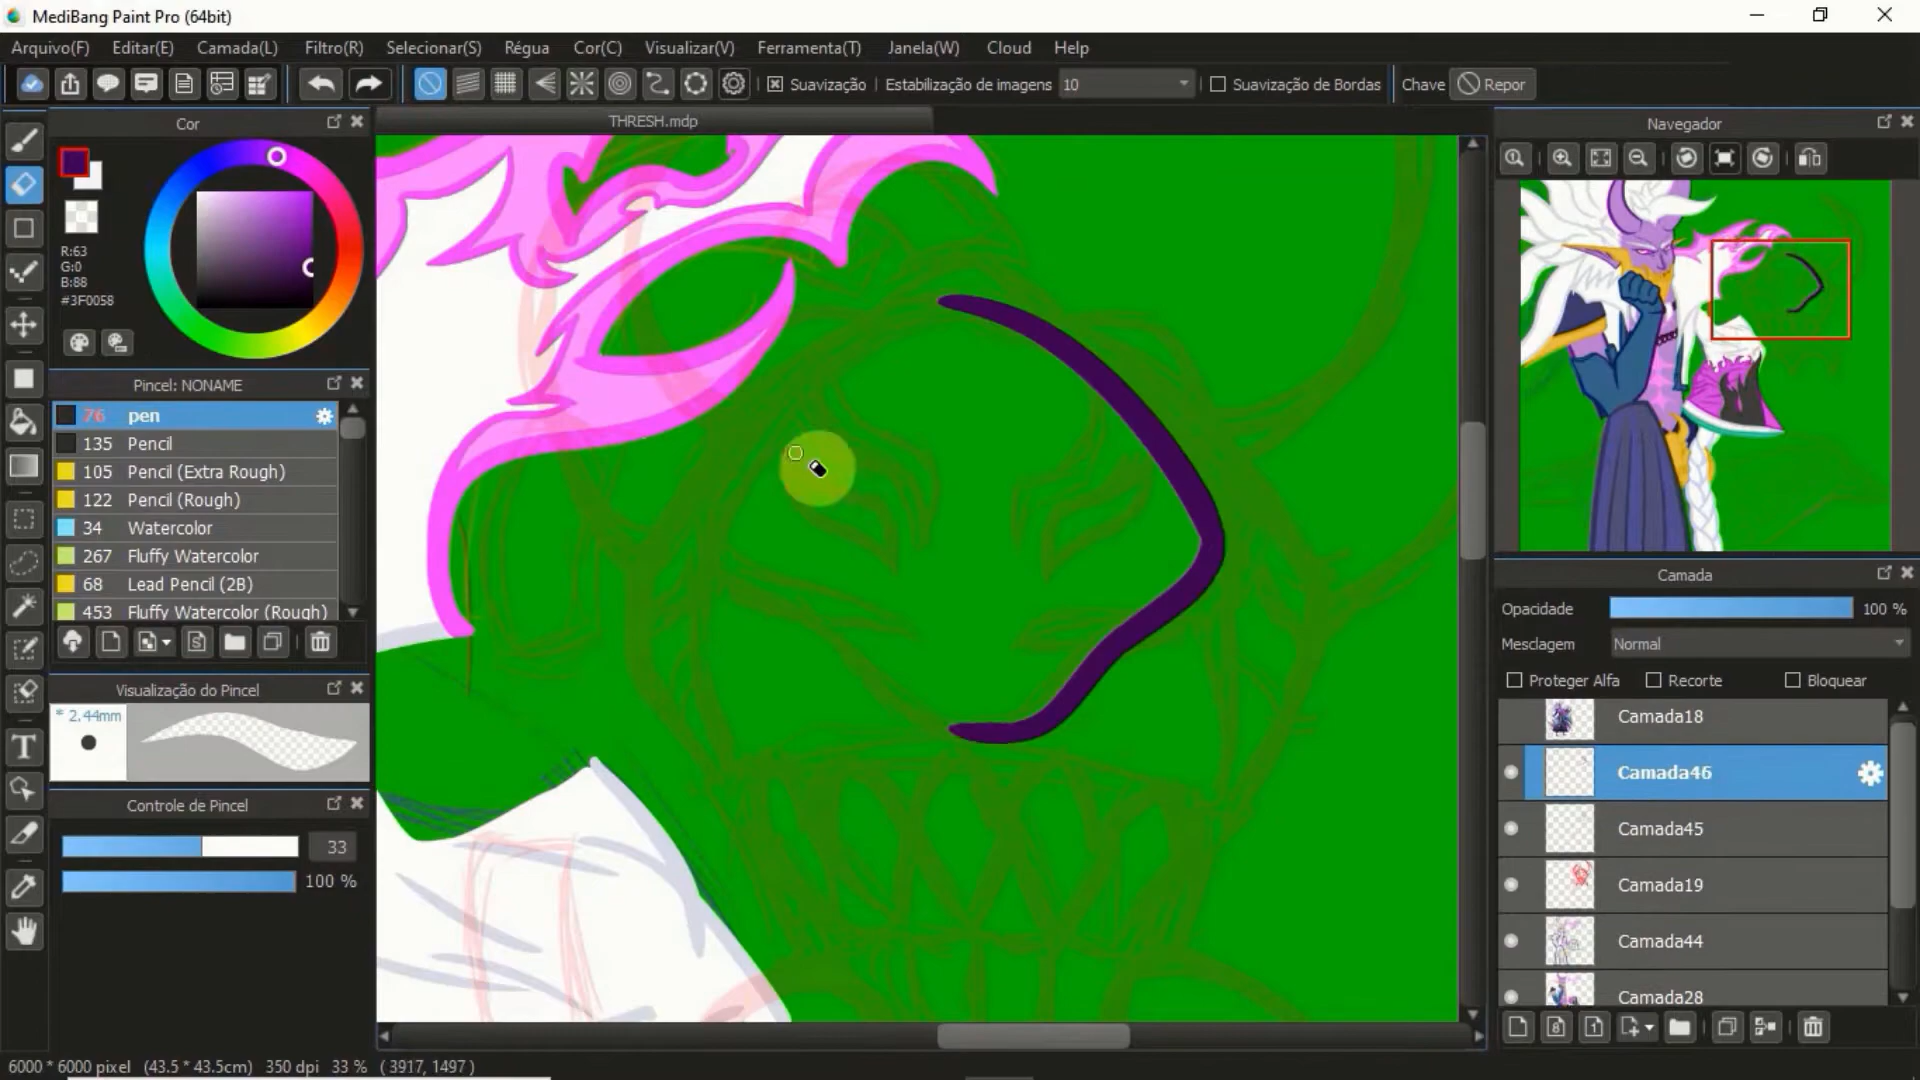 MediBang Paint Pro (64bit)
Arquivo(F) Editar(E) Camada(L) Filtro(R) Selecionar(S) Régua Cor(C) Visualizar(V) Ferramenta(T) Janela(W) Cloud Help
Suavização Estabilização de imagens 10 Suavização de Bordas Chave Repor
Cor
THRESH.mdp
Navegador
R:63
G:0
B:88
#3F0058
Pincel: NONAME
76 pen
135 Pencil
105 Pencil (Extra Rough)
122 Pencil (Rough)
34 Watercolor
267 Fluffy Watercolor
68 Lead Pencil (2B)
453 Fluffy Watercolor (Rough)
Visualização do Pincel
* 2.44mm
Controle de Pincel
33
100 %
Camada
Opacidade 100 %
Mesclagem Normal
Proteger Alfa Recorte Bloquear
Camada18
Camada46
Camada45
Camada19
Camada44
Camada28
6000 * 6000 pixel (43.5 * 43.5cm) 350 dpi 33 % ( 3917, 1497 )